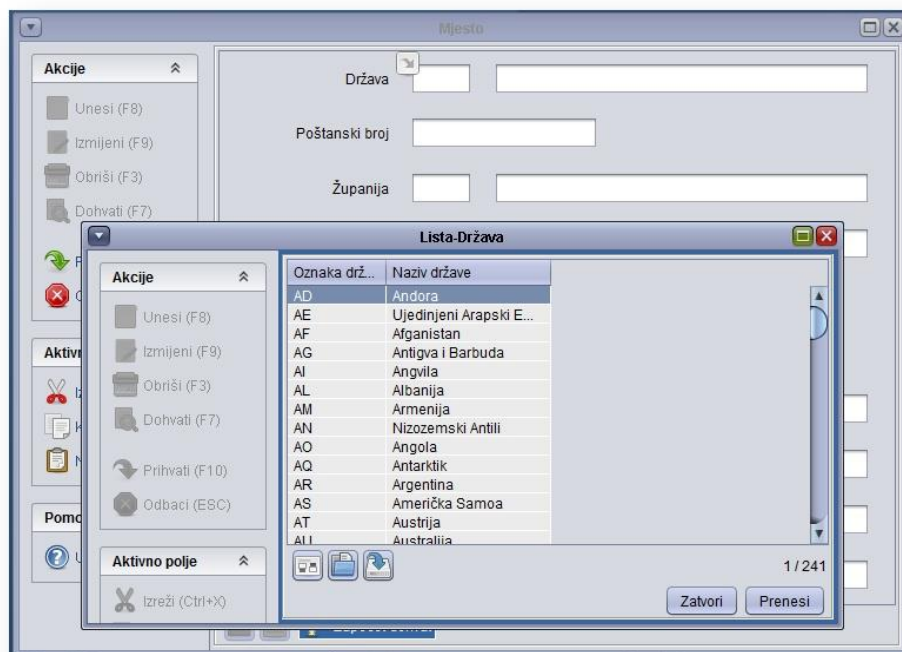 Mjesto
Akcije
Unesi (F8)
Izmijeni (F9)
Obriši (F3)
Dohvati (F7)
Aktivn
Pomo
Država
Poštanski broj
Županija
Lista-Država
Akcije
Unesi (F8)
Izmijeni (F9)
Obriši (F3)
Dohvati (F7)
Prihvati (F10)
Odbaci (ESC)
Aktivno polje
Izreži (Ctrl+X)
Oznaka drž... Naziv države
AD Andora
AE Ujedinjeni Arapski E...
AF Afganistan
AG Antigva i Barbuda
AI Angvila
AL Albanija
AM Armenija
AN Nizozemski Antili
AO Angola
AQ Antarktik
AR Argentina
AS Američka Samoa
AT Austrija
AU Australija
1 / 241
Zatvori Prenesi